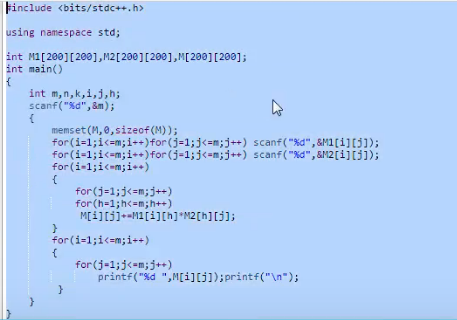 #include <bits/stdc++.h>
using namespace std;
int M1[200][200],M2[200][200],M[200][200];
int main()
{
int m,n,k,i,j,h;
scanf("%d",&m);
{
memset(M,0,sizeof(M));
for(i=1;i<=m;i++)for(j=1;j<=m;j++) scanf("%d",&M1[i][j]);
for(i=1;i<=m;i++)for(j=1;j<=m;j++) scanf("%d",&M2[i][j]);
for(i=1;i<=m;i++)
{
for(j=1;j<=m;j++)
for(h=1;h<=m;h++)
M[i][j]+=M1[i][h]*M2[h][j];
}
for(i=1;i<=m;i++)
{
for(j=1;j<=m;j++)
printf("%d ",M[i][j]);printf("\n");
}
}
}